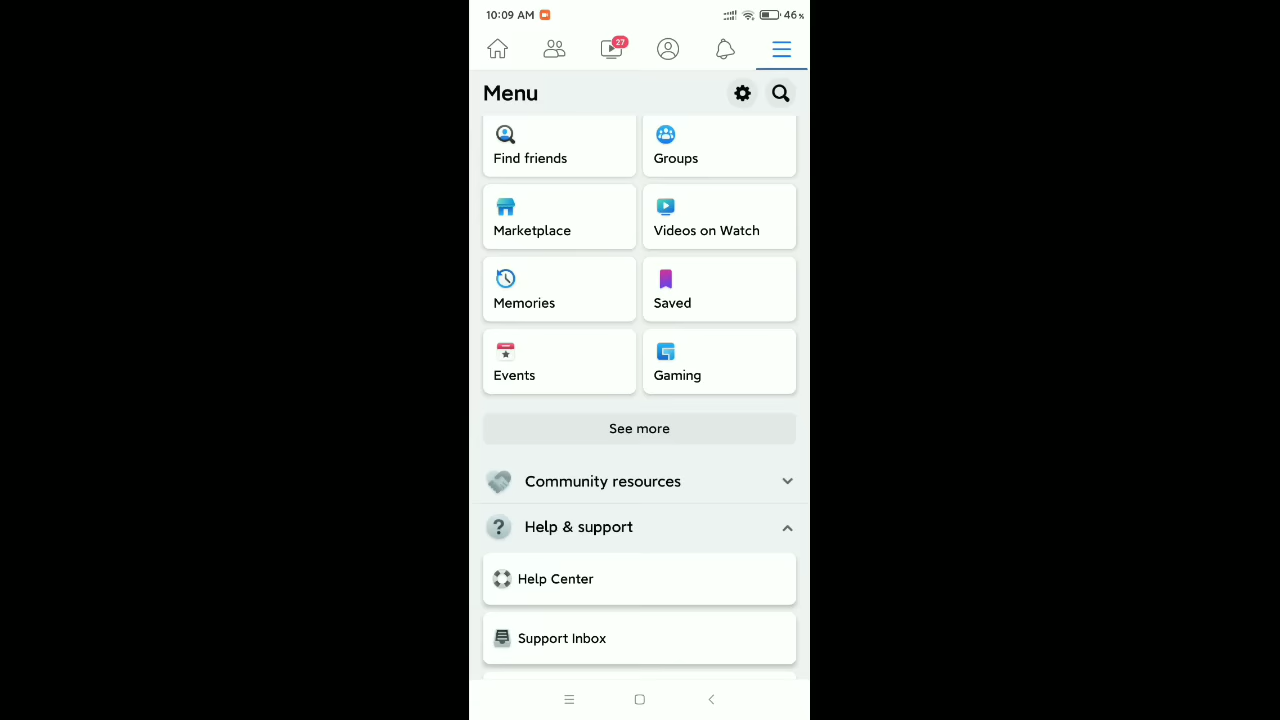 10:09 AM
46%
27
Menu
Find friends
Groups
Marketplace
Videos on Watch
Memories
Saved
Events
Gaming
See more
Community resources
Help & support
Help Center
Support Inbox